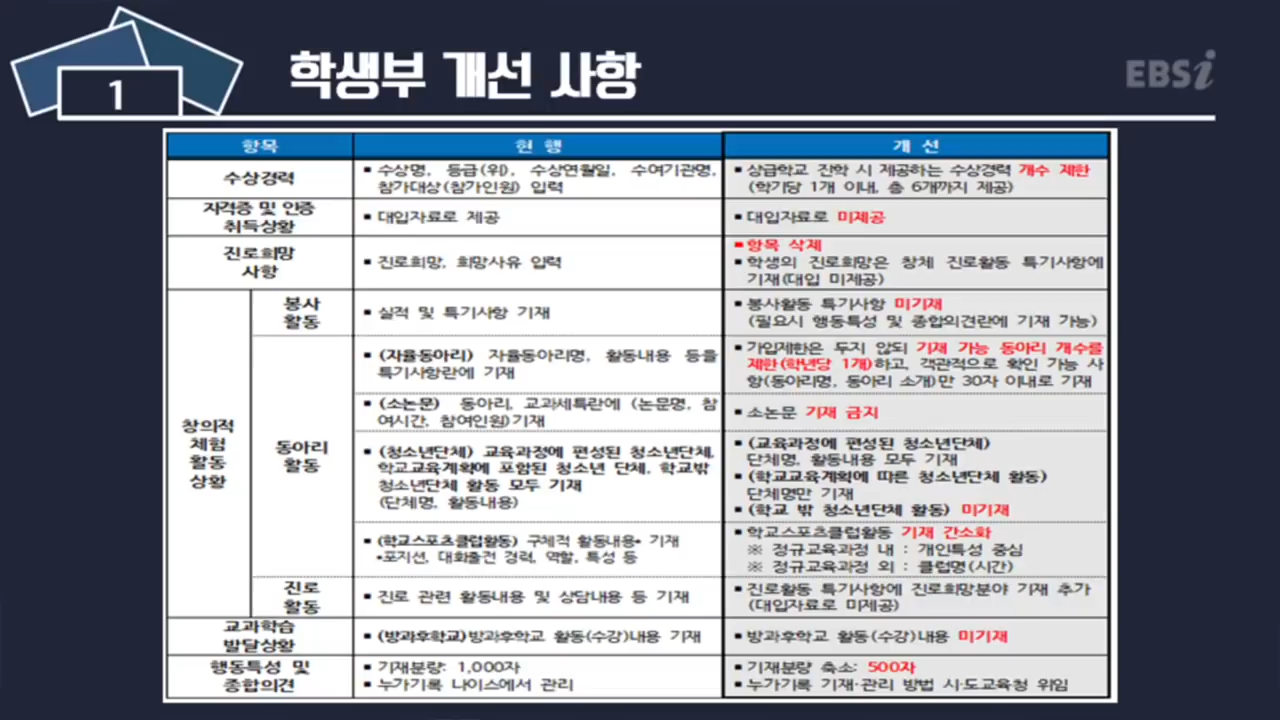 1
학생부 개선 사항
EBSi
항목 현 행 개 선
수상경력
▪ 수상명, 등급(위), 수상연월일, 수여기관명,
참가대상(참가인원) 입력
▪ 상급학교 진학 시 제공하는 수상경력 개수 제한
(학기당 1개 이내, 총 6개까지 제공)
자격증 및 인증
취득상황
▪ 대입자료로 제공
▪ 대입자료로 미제공
진로희망
사항
▪ 진로희망, 희망사유 입력
▪ 항목 삭제
▪ 학생의 진로희망은 창체 진로활동 특기사항에
기재(대입 미제공)
창의적
체험
활동
상황
봉사
활동
▪ 실적 및 특기사항 기재
▪ 봉사활동 특기사항 미기재
(필요시 행동특성 및 종합의견란에 기재 가능)
동아리
활동
▪ (자율동아리) 자율동아리명, 활동내용 등을
특기사항란에 기재
▪ 가입제한은 두지 않되 기재 가능 동아리 개수를
제한(학년당 1개)하고, 객관적으로 확인 가능 사
항(동아리명, 동아리 소개)만 30자 이내로 기재
▪ (소논문) 동아리, 교과세특란에 (논문명, 참
여시간, 참여인원)기재
▪ 소논문 기재 금지
▪ (청소년단체) 교육과정에 편성된 청소년단체,
학교교육계획에 포함된 청소년 단체, 학교밖
청소년단체 활동 모두 기재
(단체명, 활동내용)
▪ (교육과정에 편성된 청소년단체)
단체명, 활동내용 모두 기재
▪ (학교교육계획에 따른 청소년단체 활동)
단체명만 기재
▪ (학교 밖 청소년단체 활동) 미기재
▪ (학교스포츠클럽활동) 구체적 활동내용* 기재
*포지션, 대회출전 경력, 역할, 특성 등
▪ 학교스포츠클럽활동 기재 간소화
※ 정규교육과정 내 : 개인특성 중심
※ 정규교육과정 외 : 클럽명(시간)
진로
활동
▪ 진로 관련 활동내용 및 상담내용 등 기재
▪ 진로활동 특기사항에 진로희망분야 기재 추가
(대입자료로 미제공)
교과학습
발달상황
▪ (방과후학교)방과후학교 활동(수강)내용 기재
▪ 방과후학교 활동(수강)내용 미기재
행동특성 및
종합의견
▪ 기재분량: 1,000자
▪ 누가기록 나이스에서 관리
▪ 기재분량 축소: 500자
▪ 누가기록 기재·관리 방법 시·도교육청 위임